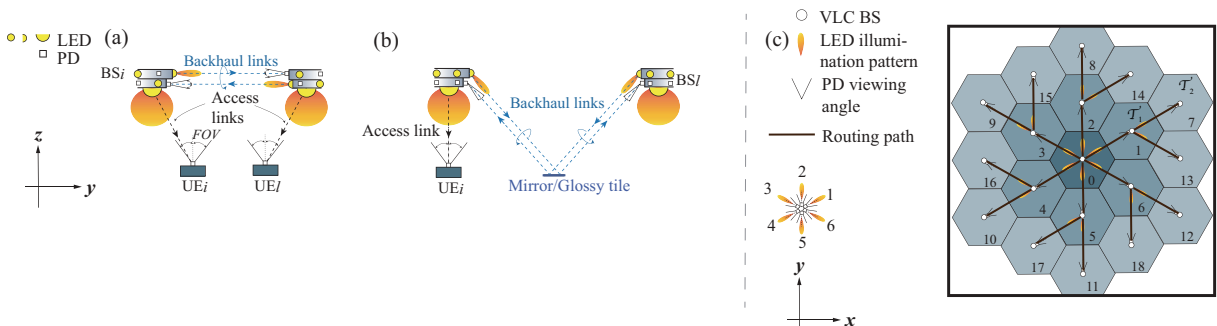 LED
PD
(a)
Backhaul links
BSi
Access
links
FOV
UEi
UEl
z
y
(b)
BSl
Backhaul links
Access link
UEi
Mirror/Glossy tile
(c)
VLC BS
LED illumi-
nation pattern
PD viewing
angle
Routing path
2
3
1
4
6
5
y
x
8
15
14
𝒯′2
9
2
𝒯′1
7
3
1
16
0
13
4
6
10
5
12
17
18
11